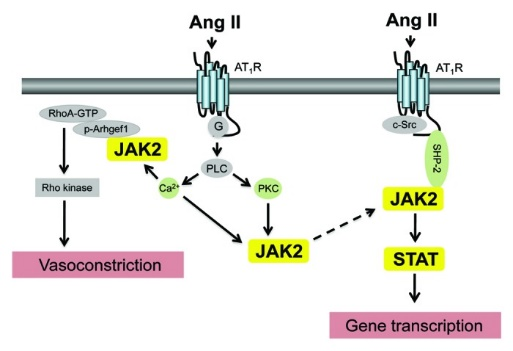 Ang II
Ang II
AT1R
AT1R
RhoA-GTP
p-Arhgef1
G
c-Src
JAK2
SHP-2
PLC
Rho kinase
Ca2+
PKC
JAK2
JAK2
Vasoconstriction
STAT
Gene transcription